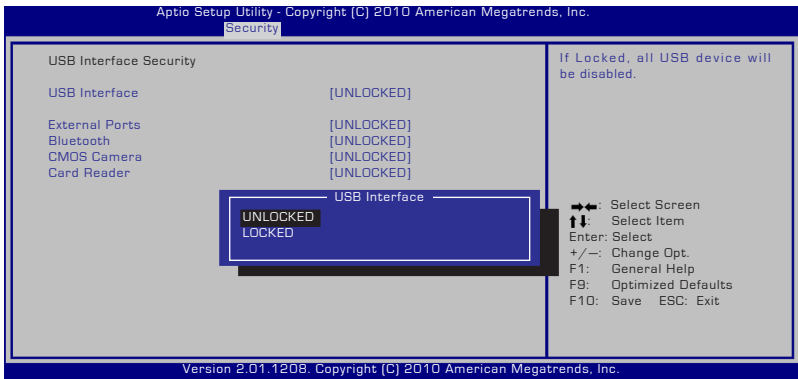 Aptio Setup Utility - Copyright (C) 2010 American Megatrends, Inc.
Security
USB Interface Security
USB Interface [UNLOCKED]
External Ports [UNLOCKED]
Bluetooth [UNLOCKED]
CMOS Camera [UNLOCKED]
Card Reader [UNLOCKED]
USB Interface
UNLOCKED
LOCKED
If Locked, all USB device will
be disabled.
→←: Select Screen
↑↓: Select Item
Enter: Select
+/—: Change Opt.
F1: General Help
F9: Optimized Defaults
F10: Save ESC: Exit
Version 2.01.1208. Copyright (C) 2010 American Megatrends, Inc.